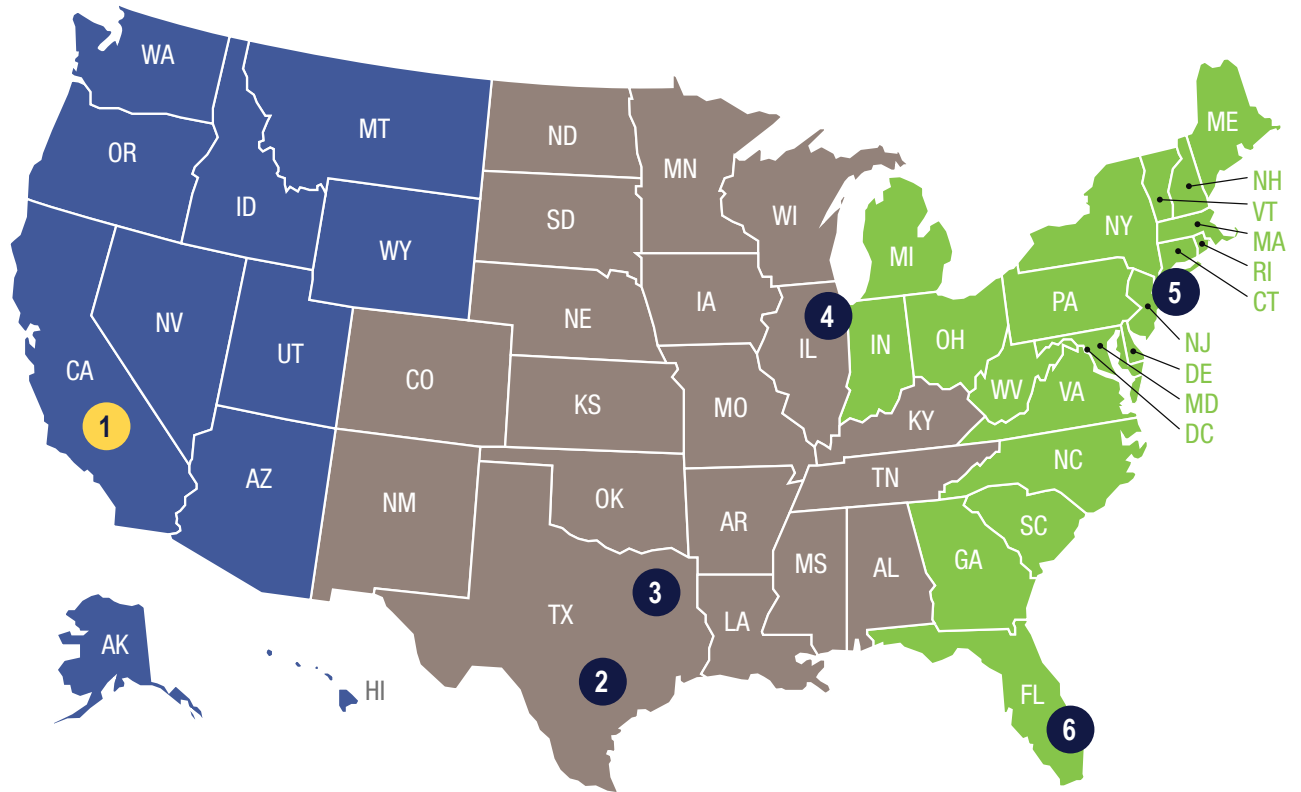 WA
OR
CA
1
NV
ID
MT
WY
UT
AZ
AK
HI
ND
SD
NE
KS
CO
NM
OK
TX
3
2
MN
IA
MO
AR
LA
WI
4
IL
KY
TN
MS
AL
MI
IN
OH
WV
VA
NC
SC
GA
FL
6
PA
NY
5
ME
NH
VT
MA
RI
CT
NJ
DE
MD
DC